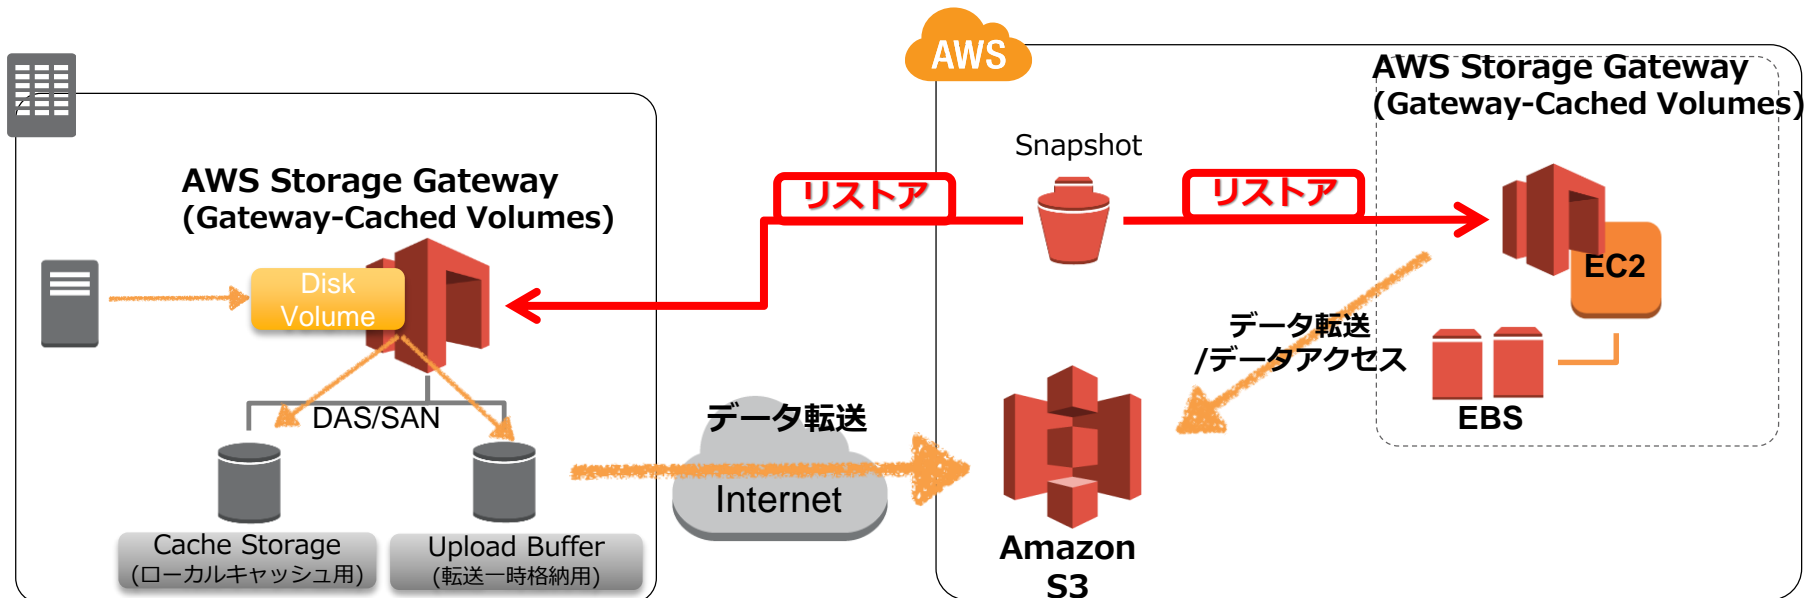 AWS
AWS Storage Gateway
(Gateway-Cached Volumes)
Snapshot
リストア
リストア
AWS Storage Gateway
(Gateway-Cached Volumes)
Disk
Volume
EC2
データ転送
/データアクセス
EBS
DAS/SAN
データ転送
Internet
Cache Storage
(ローカルキャッシュ用)
Upload Buffer
(転送一時格納用)
Amazon
S3